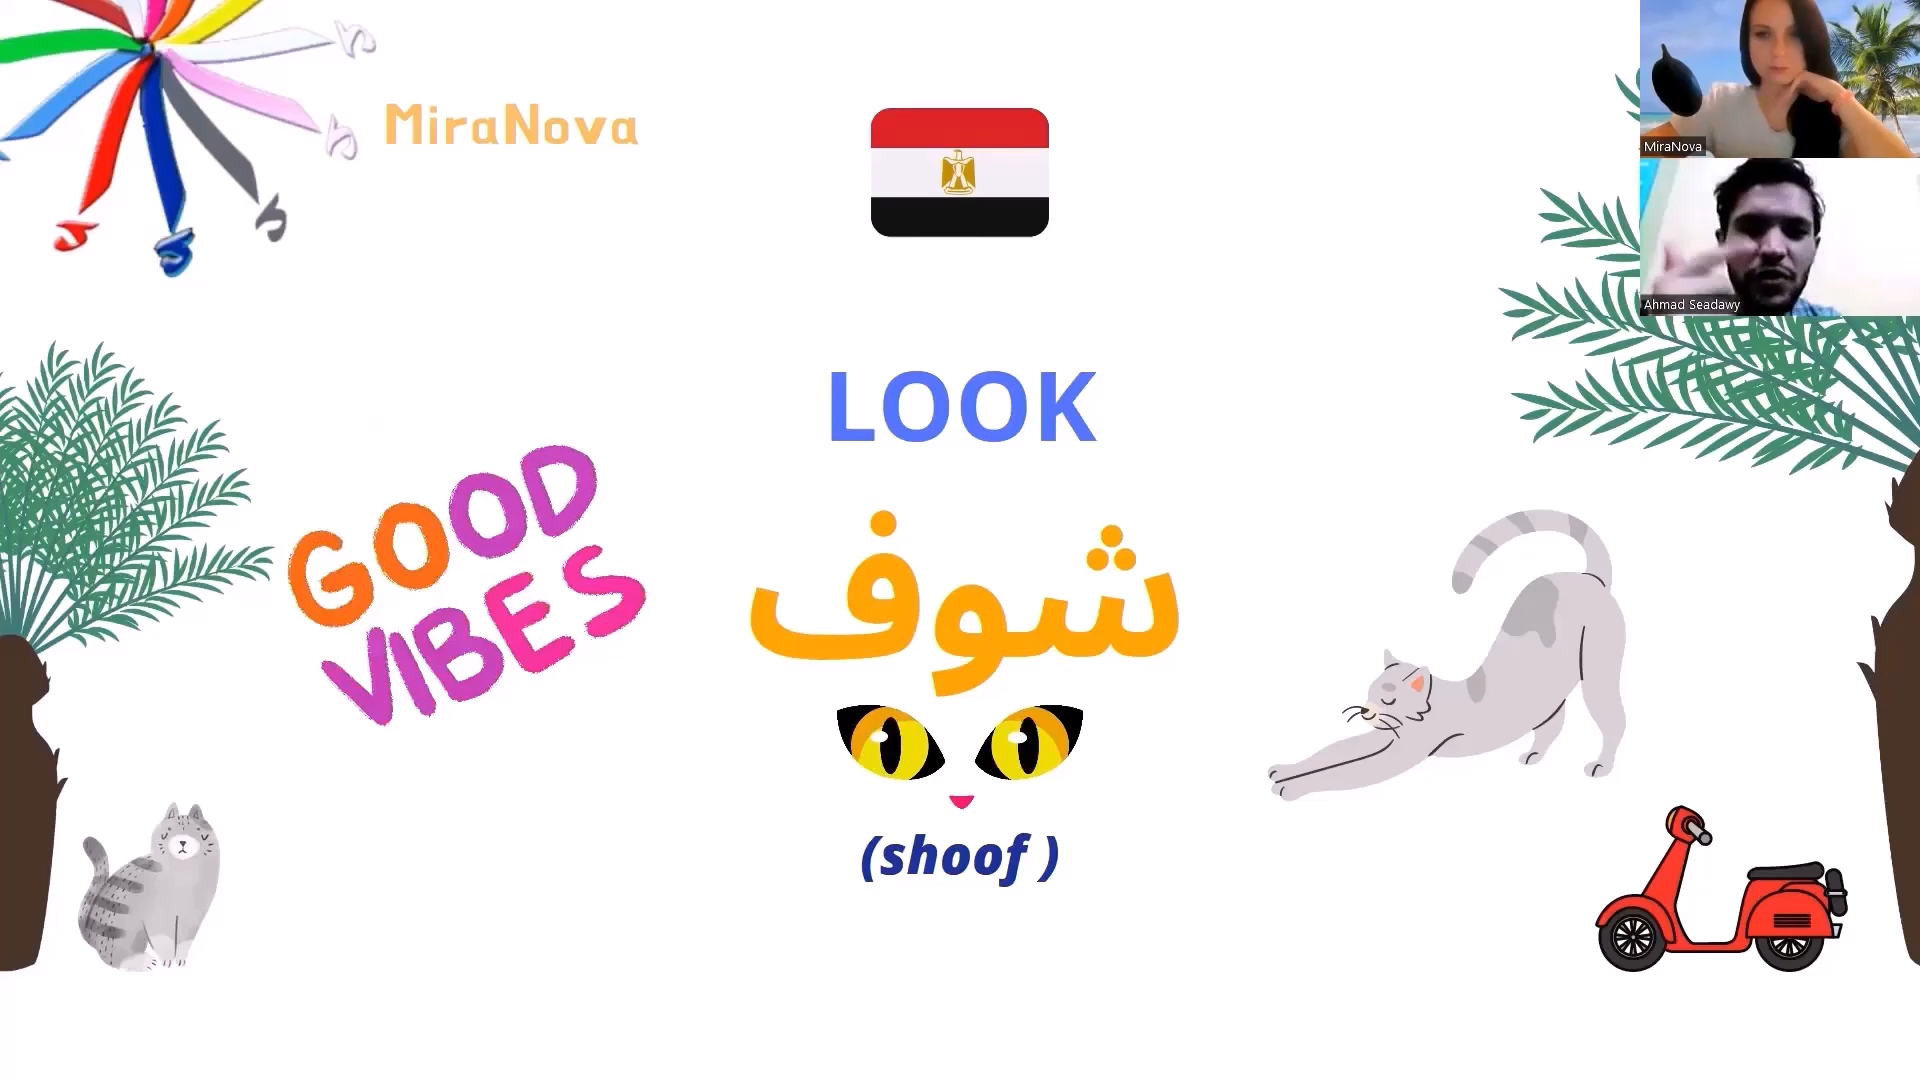 MiraNova
MiraNova
Ahmad Seadawy
LOOK
GOOD
VIBES
شوف
(shoof )